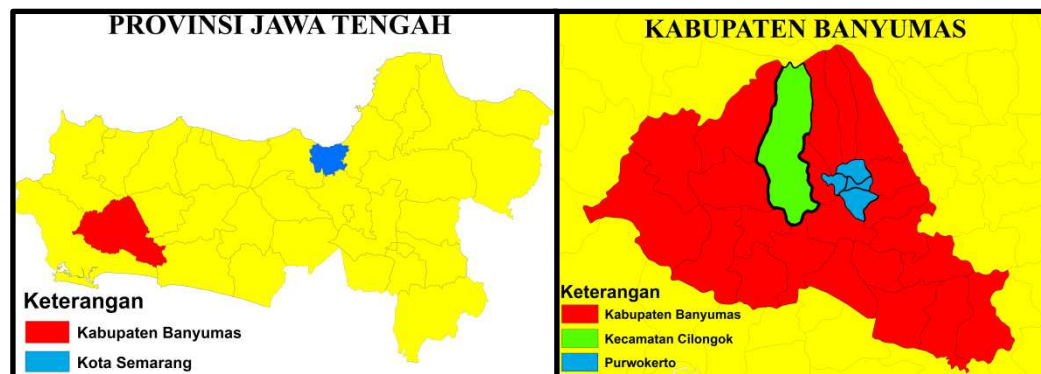 PROVINSI JAWA TENGAH
Keterangan
Kabupaten Banyumas
Kota Semarang
KABUPATEN BANYUMAS
Keterangan
Kabupaten Banyumas
Kecamatan Cilongok
Purwokerto